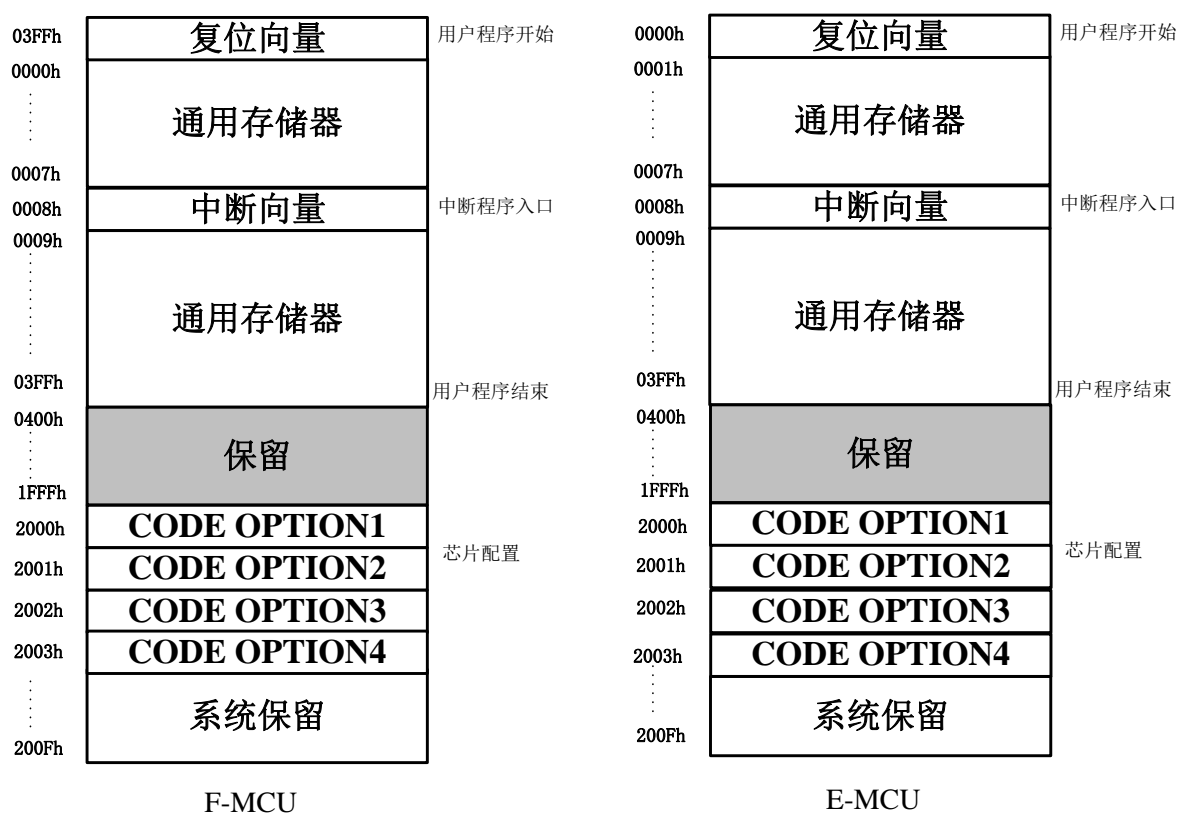 03FFh 复位向量 用户程序开始
0000h
通用存储器
0007h
0008h 中断向量 中断程序入口
0009h
通用存储器
03FFh 用户程序结束
0400h
保留
1FFFh
2000h CODE OPTION1
芯片配置
2001h CODE OPTION2
2002h CODE OPTION3
2003h CODE OPTION4
系统保留
200Fh
F-MCU
0000h 复位向量 用户程序开始
0001h
通用存储器
0007h
0008h 中断向量 中断程序入口
0009h
通用存储器
03FFh 用户程序结束
0400h
保留
1FFFh
2000h CODE OPTION1
芯片配置
2001h CODE OPTION2
2002h CODE OPTION3
2003h CODE OPTION4
系统保留
200Fh
E-MCU